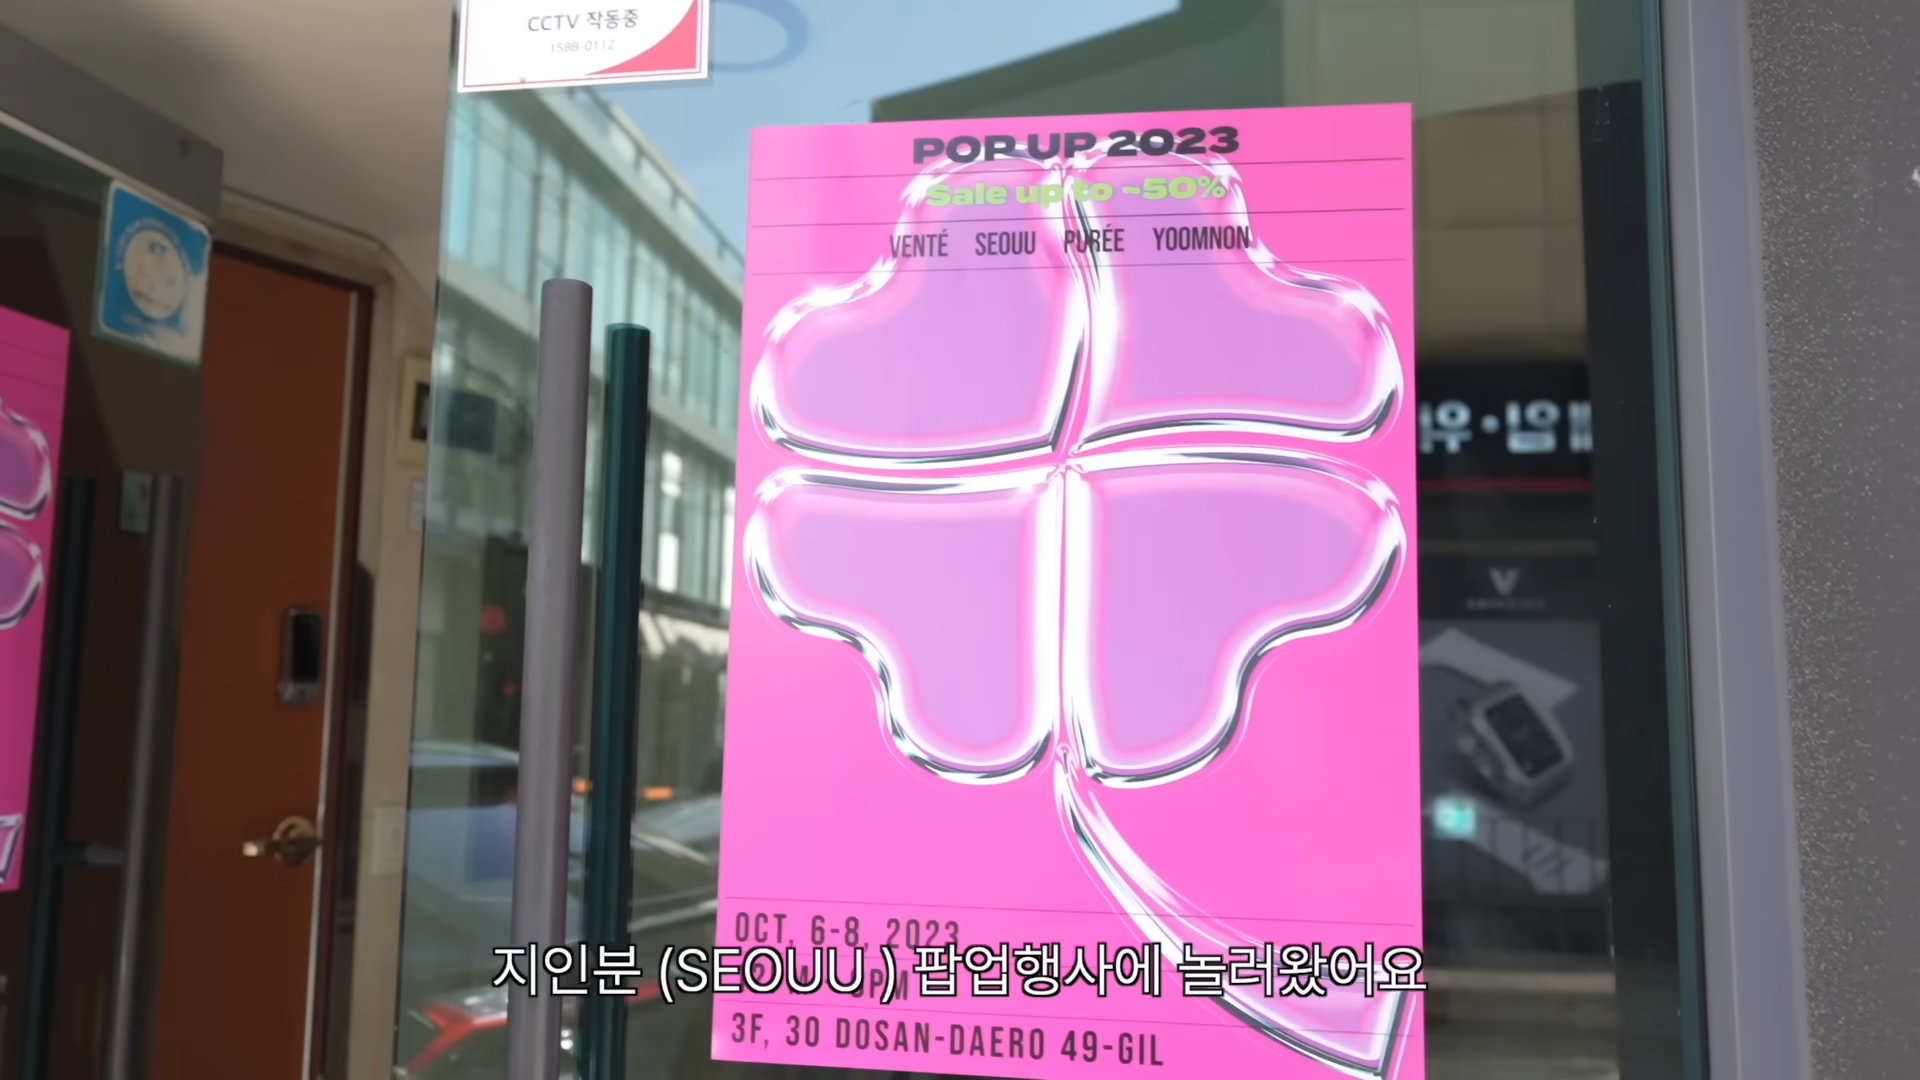 CCTV 작동중
1588-0112
POP UP 2023
Sale up to ~50%
VENTÉ SEOUU PURÉE YOOMNON
OCT, 6-8, 2023
지인분 (SEOUU) 팝업행사에 놀러왔어요
3F, 30 DOSAN-DAERO 49-GIL